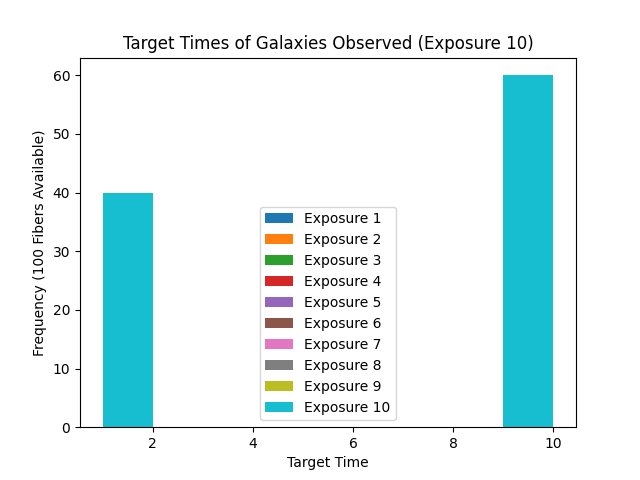 Target Times of Galaxies Observed (Exposure 10)
Frequency (100 Fibers Available)
60
50
40
30
20
10
0
Exposure 1
Exposure 2
Exposure 3
Exposure 4
Exposure 5
Exposure 6
Exposure 7
Exposure 8
Exposure 9
Exposure 10
2 4 6 8 10
Target Time